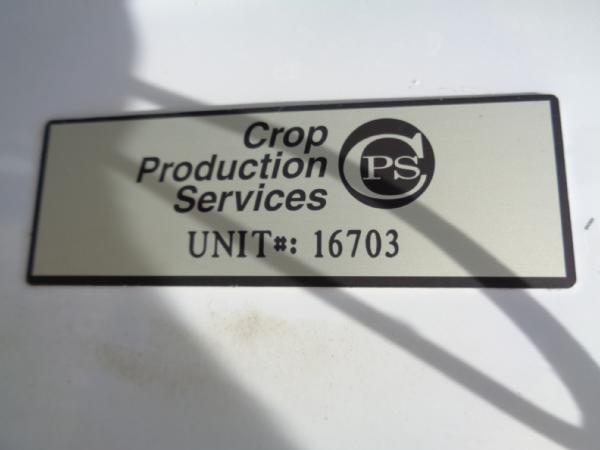 Crop
Production
Services
CPS
UNIT#: 16703